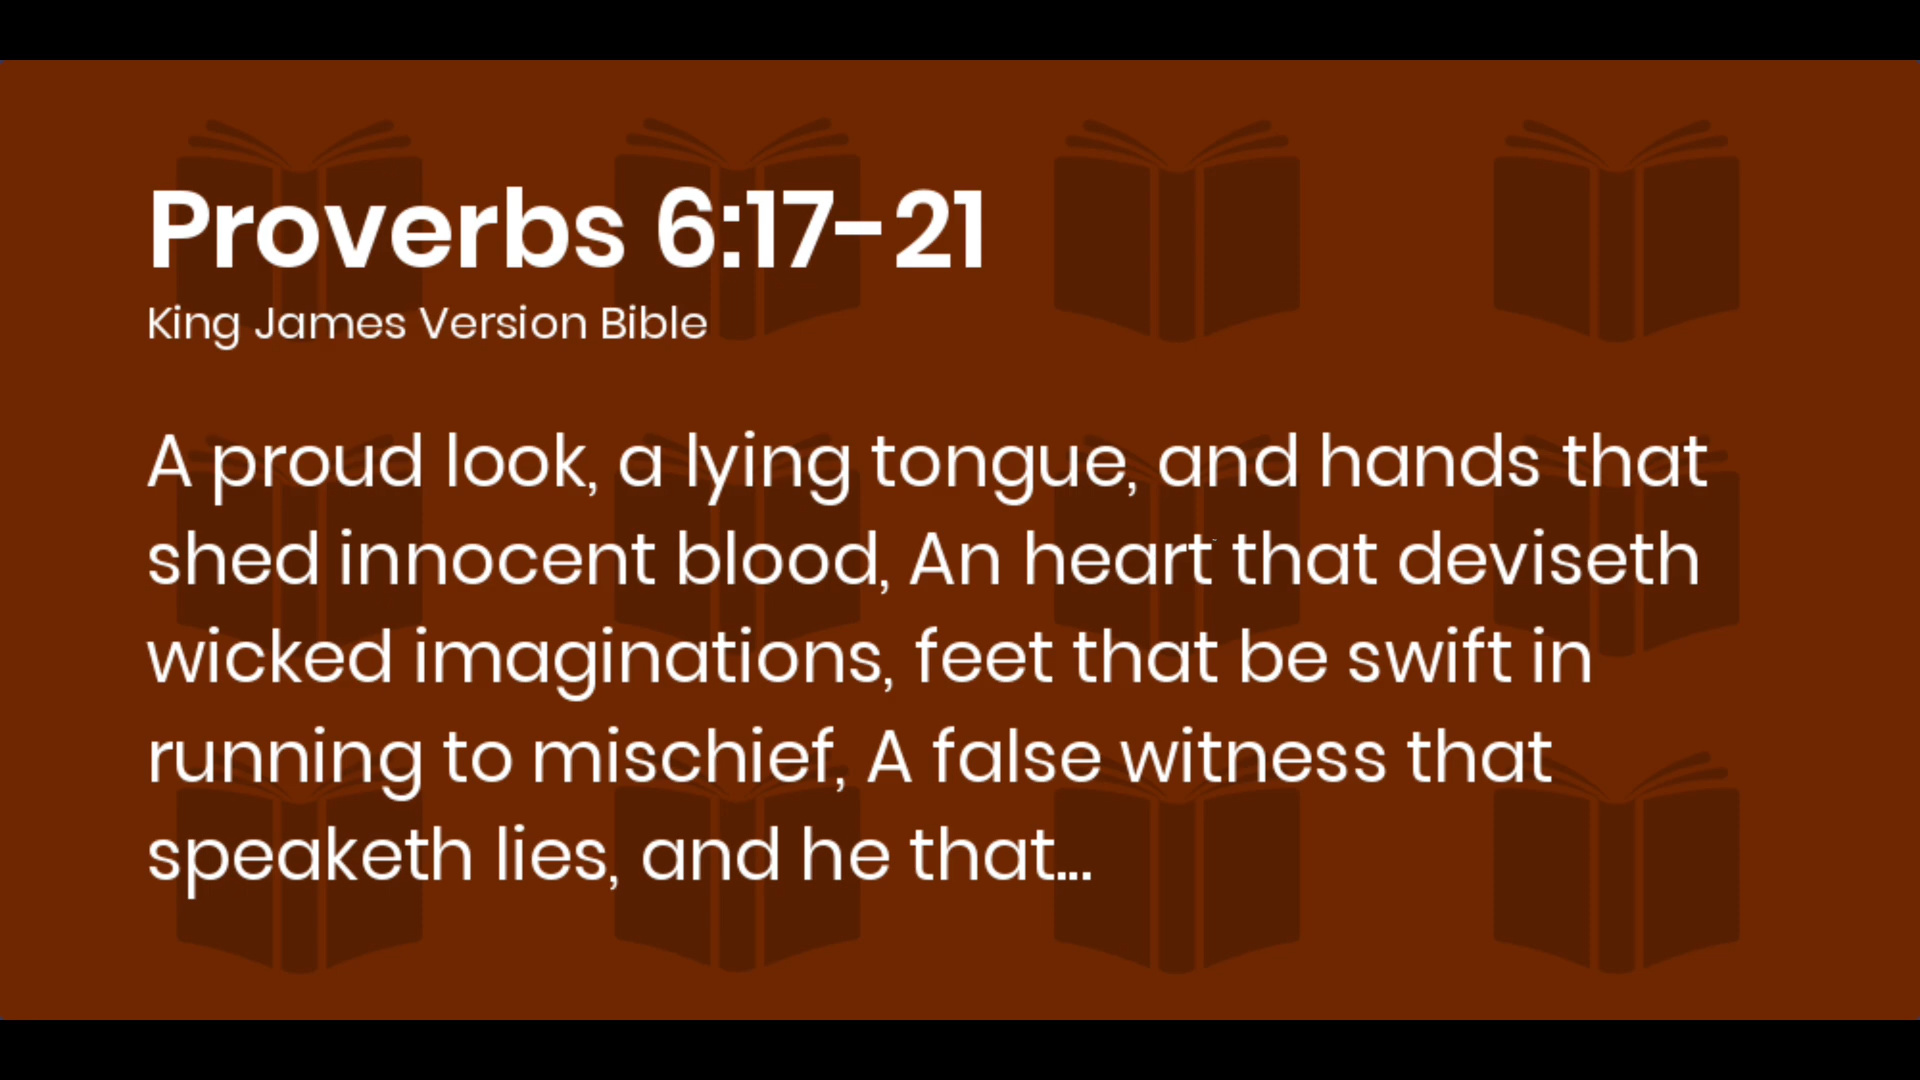 Proverbs 6:17-21
King James Version Bible
A proud look, a lying tongue, and hands that
shed innocent blood, An heart that deviseth
wicked imaginations, feet that be swift in
running to mischief, A false witness that
speaketh lies, and he that...